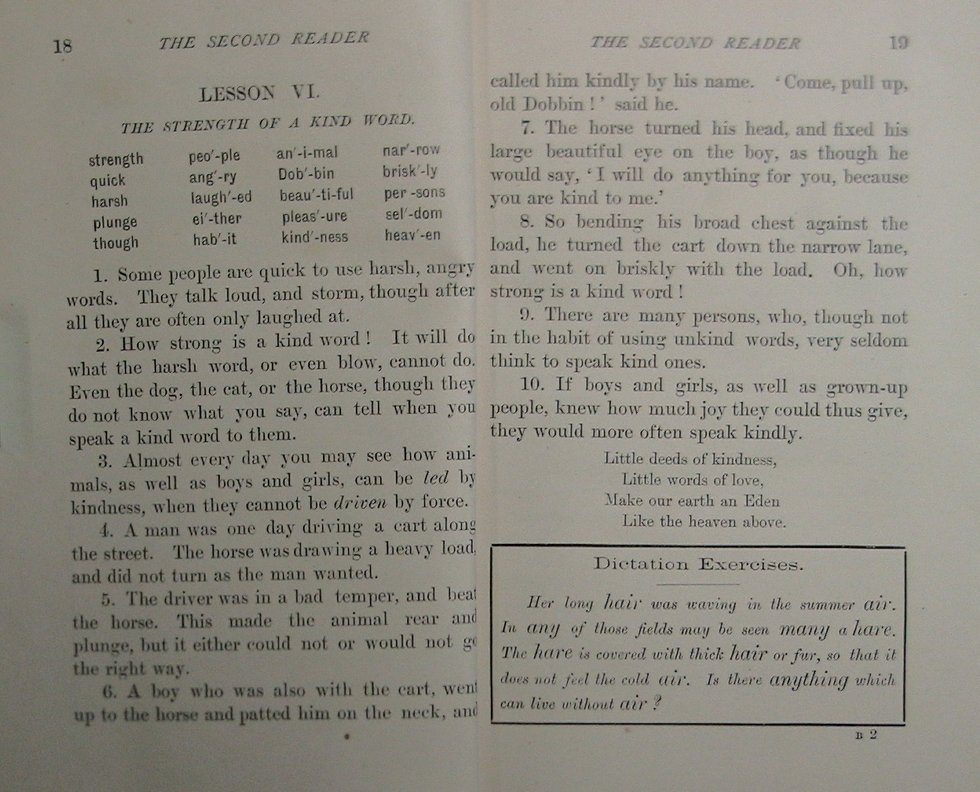 18 THE SECOND READER
LESSON VI.
THE STRENGTH OF A KIND WORD.
strength peo′-ple an′-i-mal nar′-row
quick ang′-ry Dob′-bin brisk′-ly
harsh laugh′-ed beau′-ti-ful per-sons
plunge ei′-ther pleas′-ure sel′-dom
though hab′-it kind′-ness heav′-en
1. Some people are quick to use harsh, angry
words. They talk loud, and storm, though after
all they are often only laughed at.
2. How strong is a kind word! It will do
what the harsh word, or even blow, cannot do.
Even the dog, the cat, or the horse, though they
do not know what you say, can tell when you
speak a kind word to them.
3. Almost every day you may see how ani-
mals, as well as boys and girls, can be led by
kindness, when they cannot be driven by force.
4. A man was one day driving a cart along
the street. The horse was drawing a heavy load,
and did not turn as the man wanted.
5. The driver was in a bad temper, and beat
the horse. This made the animal rear and
plunge, but it either could not or would not go
the right way.
6. A boy who was also with the cart, went
up to the horse and patted him on the neck, and
THE SECOND READER 19
called him kindly by his name. ‘Come, pull up,
old Dobbin!’ said he.
7. The horse turned his head, and fixed his
large beautiful eye on the boy, as though he
would say, ‘I will do anything for you, because
you are kind to me.’
8. So bending his broad chest against the
load, he turned the cart down the narrow lane,
and went on briskly with the load. Oh, how
strong is a kind word!
9. There are many persons, who, though not
in the habit of using unkind words, very seldom
think to speak kind ones.
10. If boys and girls, as well as grown-up
people, knew how much joy they could thus give,
they would more often speak kindly.
Little deeds of kindness,
Little words of love,
Make our earth an Eden
Like the heaven above.
Dictation Exercises.
Her long hair was waving in the summer air.
In any of those fields may be seen many a hare.
The hare is covered with thick hair or fur, so that it
does not feel the cold air. Is there anything which
can live without air?
B 2